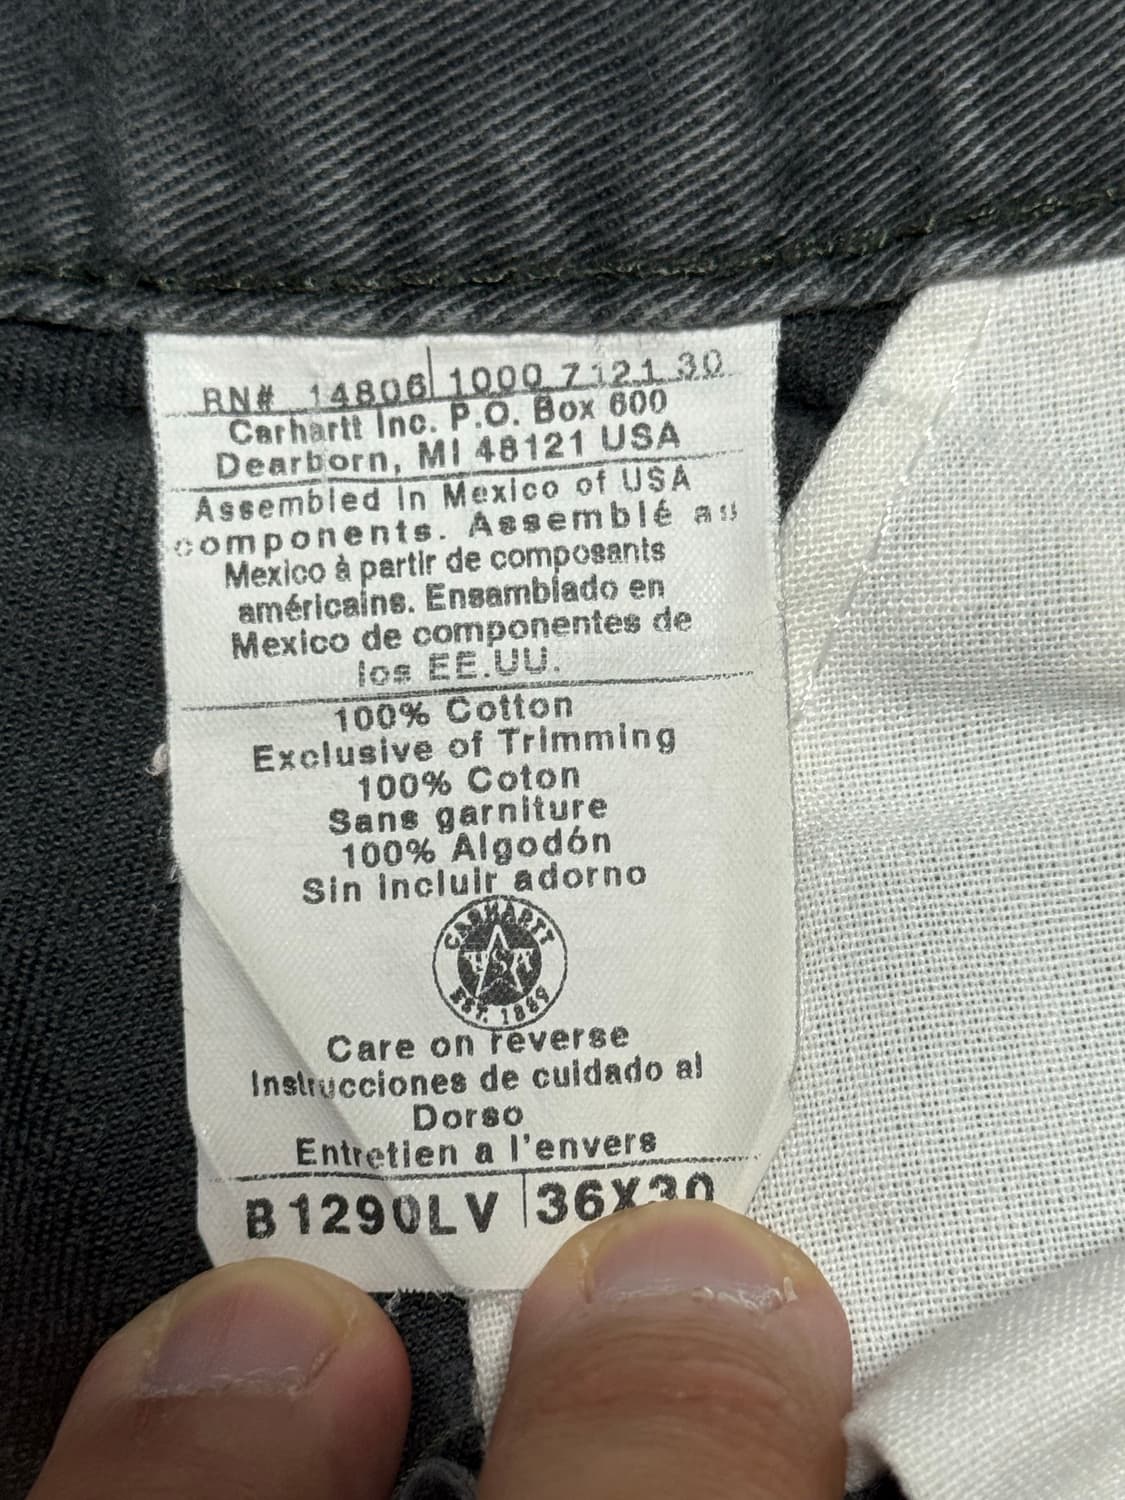 RN# 14806 1000 7121 30
Carhartt Inc. P.O. Box 600
Dearborn, MI 48121 USA
Assembled in Mexico of USA
components. Assemblé au
Mexico à partir de composants
américains. Ensamblado en
Mexico de componentes de
los EE.UU.
100% Cotton
Exclusive of Trimming
100% Coton
Sans garniture
100% Algodón
Sin incluir adorno
CARHARTT
USA
EST. 1889
Care on reverse
Instrucciones de cuidado al
Dorso
Entretien a l'envers
B1290LV 36X30